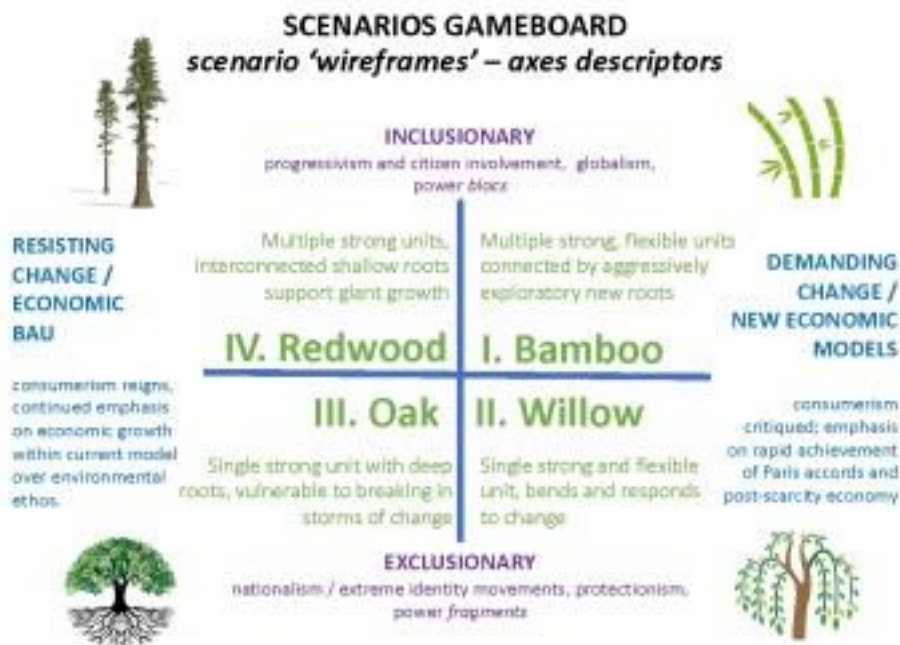 SCENARIOS GAMEBOARD
scenario 'wireframes' – axes descriptors
INCLUSIONARY
progressivism and citizen involvement, globalism,
power blocs
RESISTING
CHANGE /
ECONOMIC
BAU
consumerism reigns,
continued emphasis
on economic growth
within current model
over environmental
ethos.
Multiple strong units,
interconnected shallow roots
support giant growth
IV. Redwood
Multiple strong, flexible units
connected by aggressively
exploratory new roots
I. Bamboo
DEMANDING
CHANGE /
NEW ECONOMIC
MODELS
consumerism
critiqued; emphasis
on rapid achievement
of Paris accords and
post-scarcity economy
III. Oak
Single strong unit with deep
roots, vulnerable to breaking in
storms of change
II. Willow
Single strong and flexible
unit, bends and responds
to change
EXCLUSIONARY
nationalism / extreme identity movements, protectionism,
power fragments